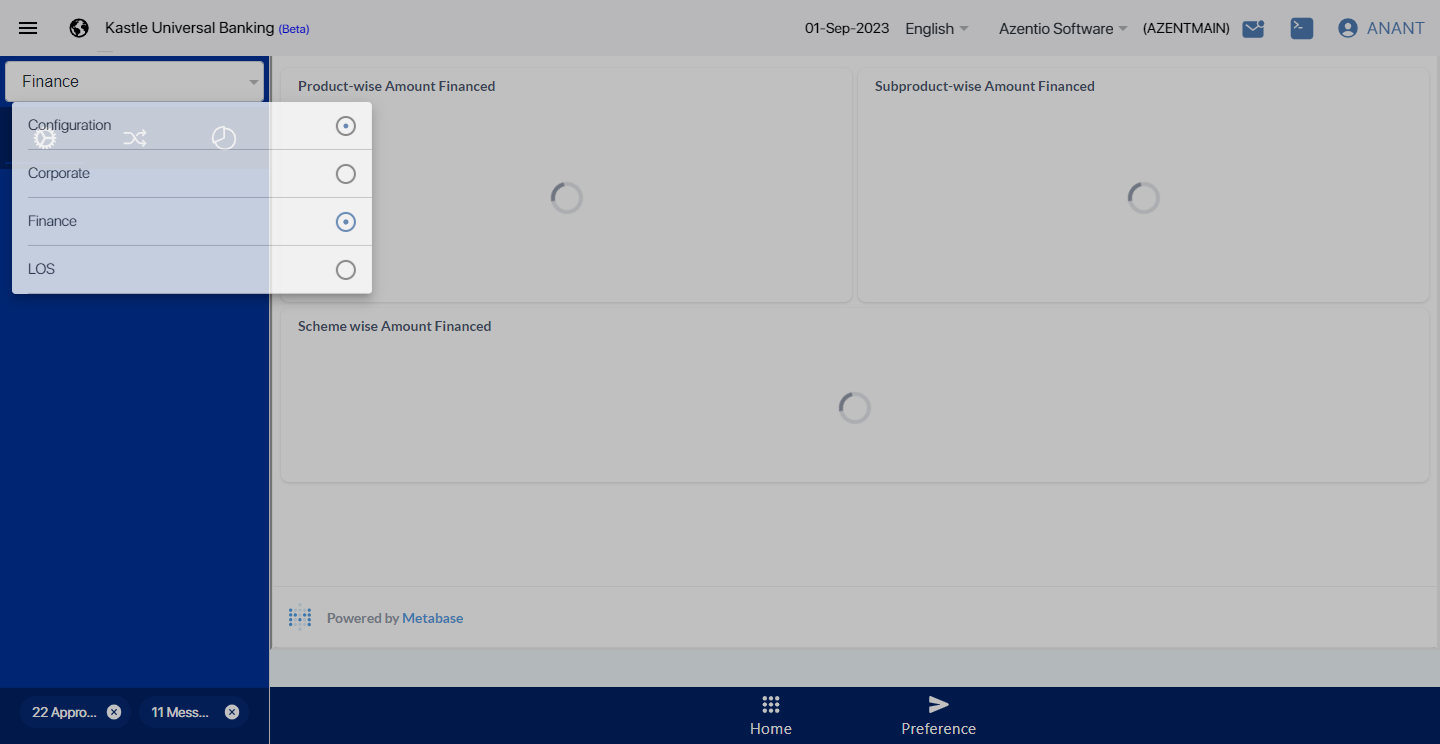 Kastle Universal Banking (Beta)
01-Sep-2023 English Azentio Software (AZENTMAIN) ANANT
Finance
Configuration
Corporate
Finance
LOS
Product-wise Amount Financed
Subproduct-wise Amount Financed
Scheme wise Amount Financed
Powered by Metabase
22 Appro... 11 Mess...
Home
Preference